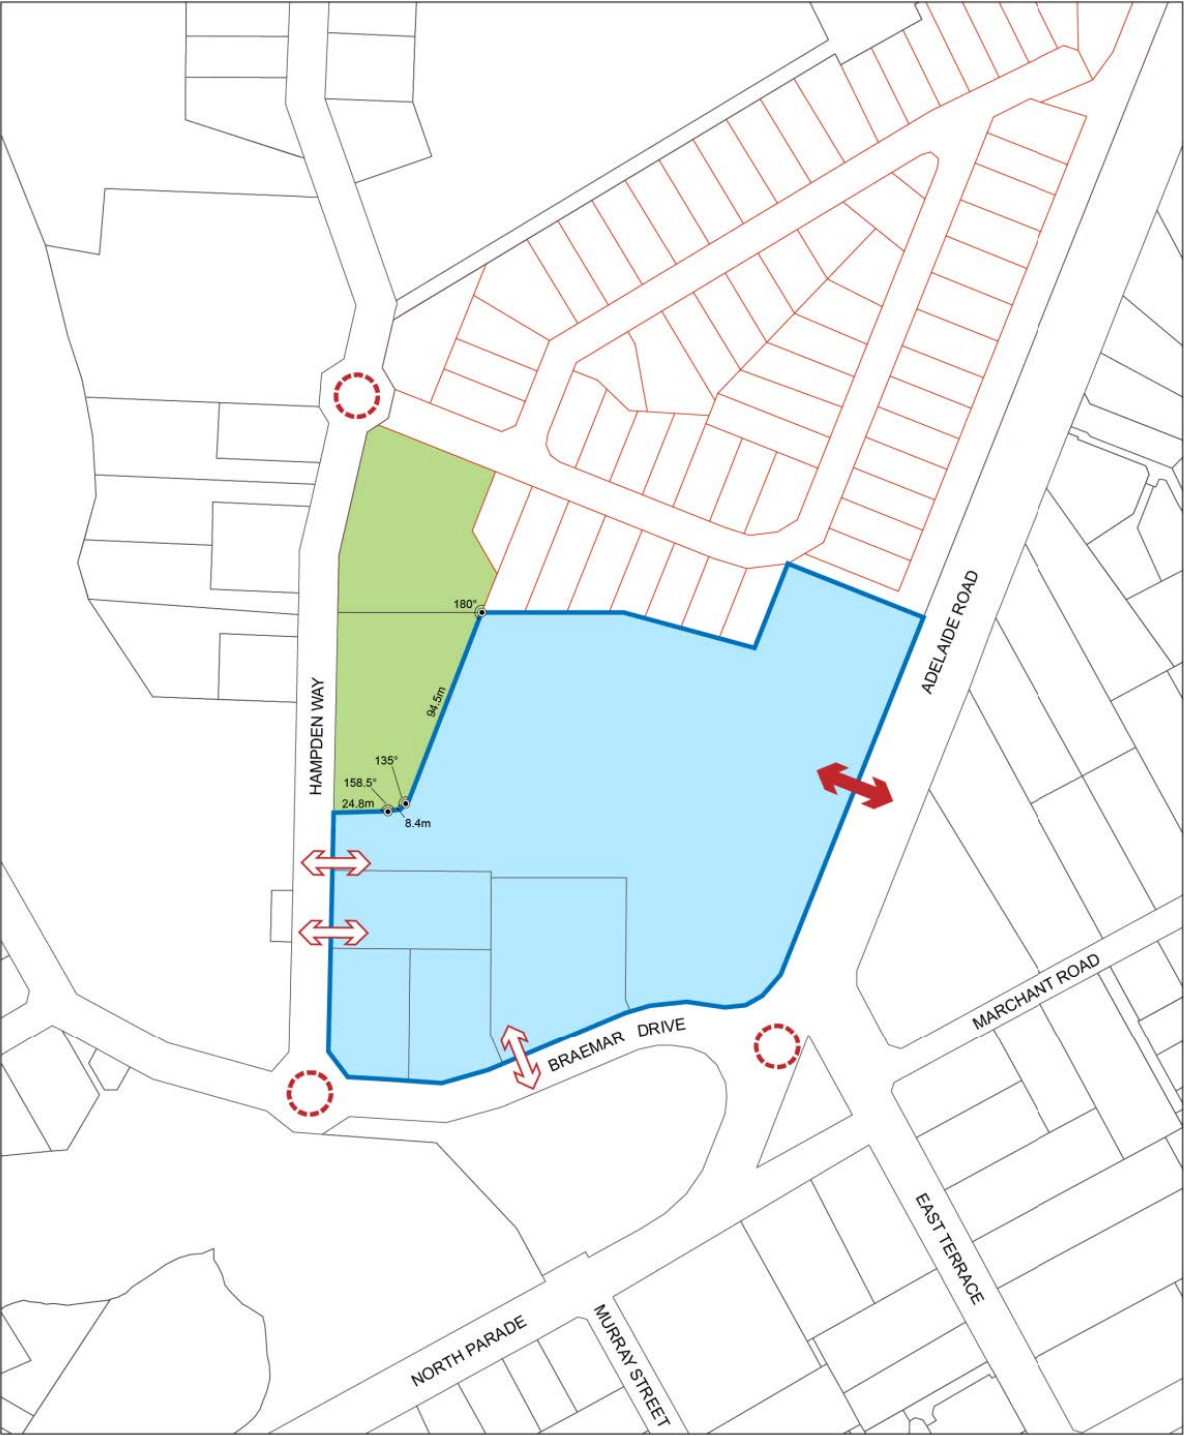 180°
ADELAIDE ROAD
HAMPDEN WAY
94.5m
135°
158.5°
24.8m
8.4m
MARCHANT ROAD
BRAEMAR DRIVE
EAST TERRACE
NORTH PARADE
MURRAY STREET